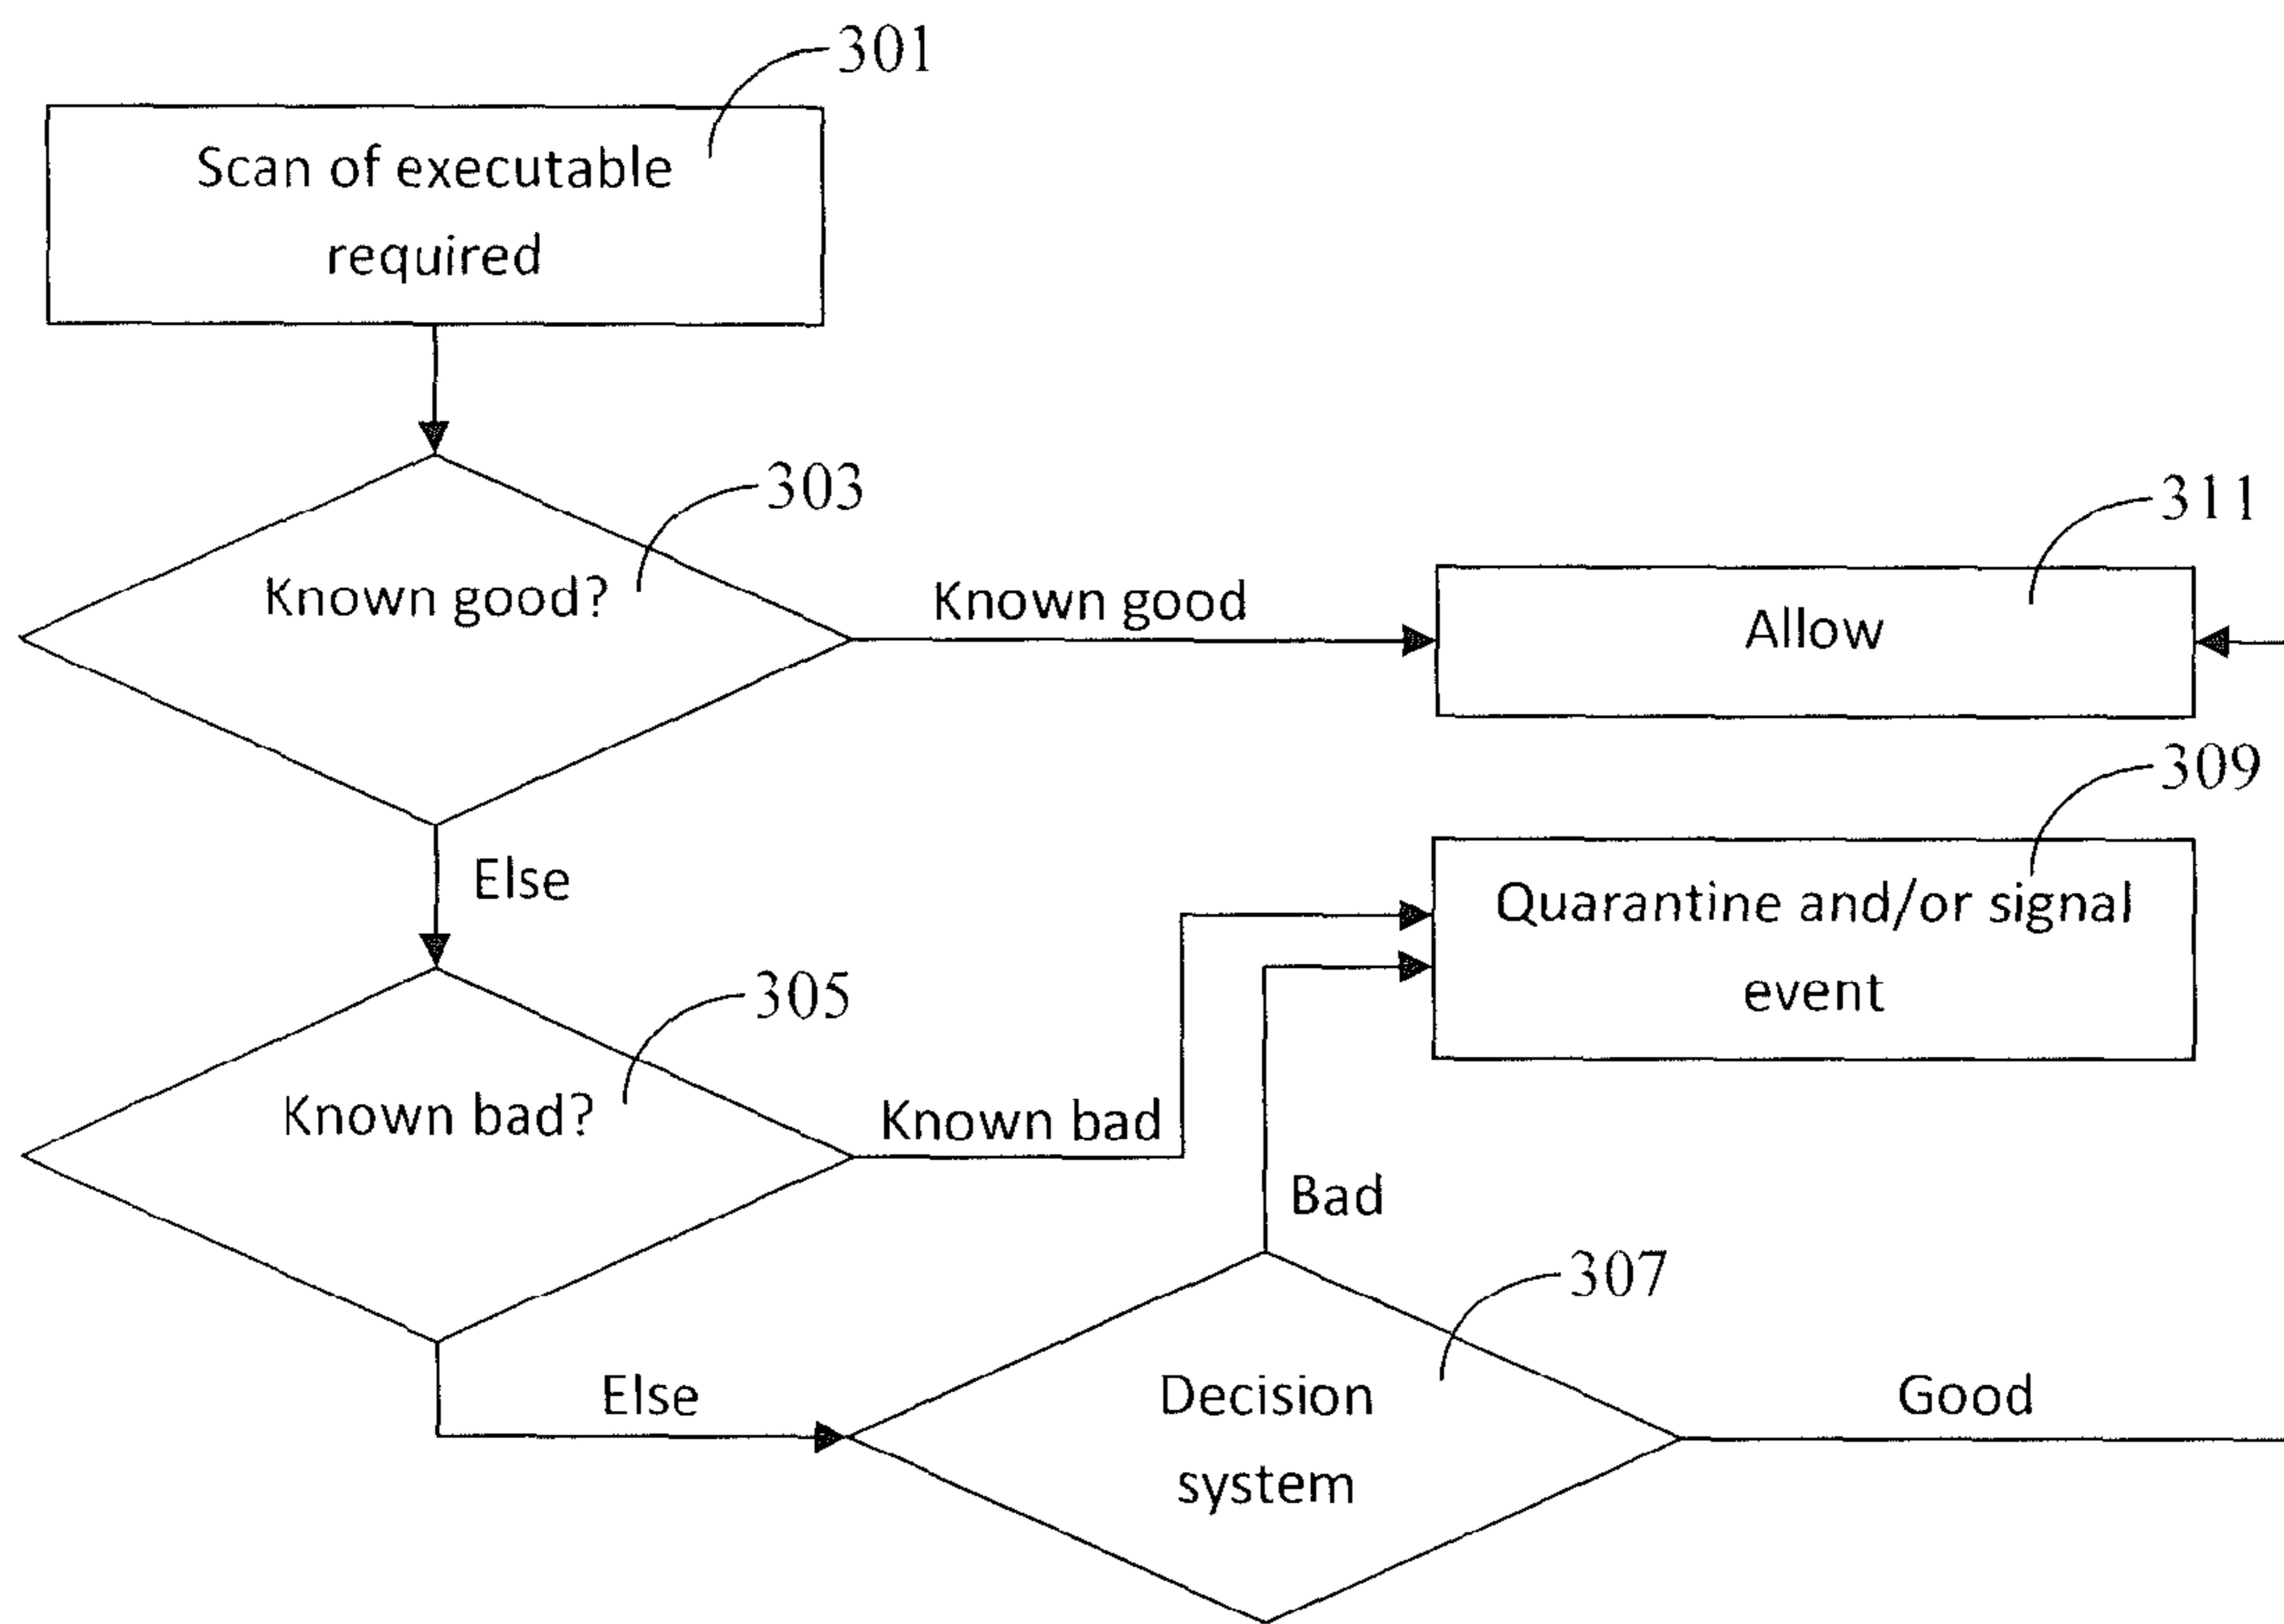 301
Scan of executable
required
303
Known good?
Known good
311
Allow
309
Quarantine and/or signal
event
Else
305
Known bad?
Known bad
Bad
307
Else
Decision
system
Good